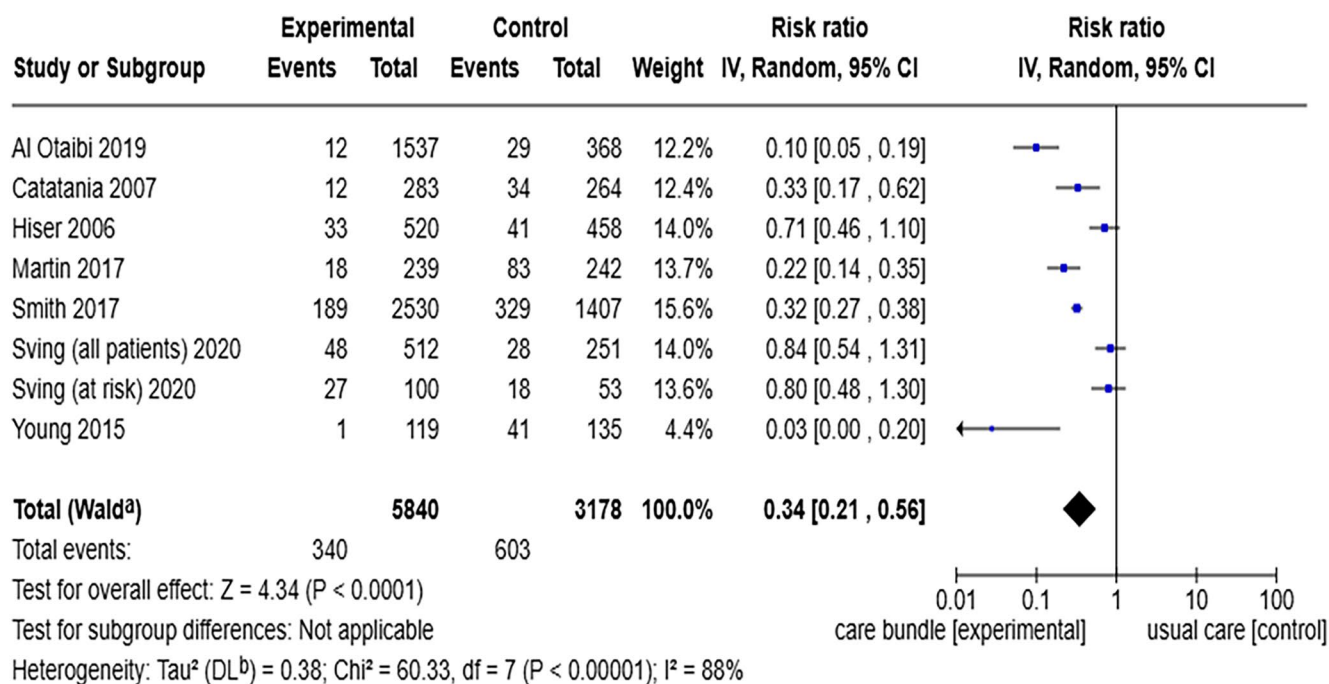 Experimental Control Risk ratio Risk ratio
Study or Subgroup Events Total Events Total Weight IV, Random, 95% CI IV, Random, 95% CI
Al Otaibi 2019 12 1537 29 368 12.2% 0.10 [0.05 , 0.19]
Catatania 2007 12 283 34 264 12.4% 0.33 [0.17 , 0.62]
Hiser 2006 33 520 41 458 14.0% 0.71 [0.46 , 1.10]
Martin 2017 18 239 83 242 13.7% 0.22 [0.14 , 0.35]
Smith 2017 189 2530 329 1407 15.6% 0.32 [0.27 , 0.38]
Sving (all patients) 2020 48 512 28 251 14.0% 0.84 [0.54 , 1.31]
Sving (at risk) 2020 27 100 18 53 13.6% 0.80 [0.48 , 1.30]
Young 2015 1 119 41 135 4.4% 0.03 [0.00 , 0.20]
Total (Waldᵃ) 5840 3178 100.0% 0.34 [0.21 , 0.56]
Total events: 340 603
Test for overall effect: Z = 4.34 (P < 0.0001)
0.01 0.1 1 10 100
Test for subgroup differences: Not applicable care bundle [experimental] usual care [control]
Heterogeneity: Tau² (DLᵇ) = 0.38; Chi² = 60.33, df = 7 (P < 0.00001); I² = 88%